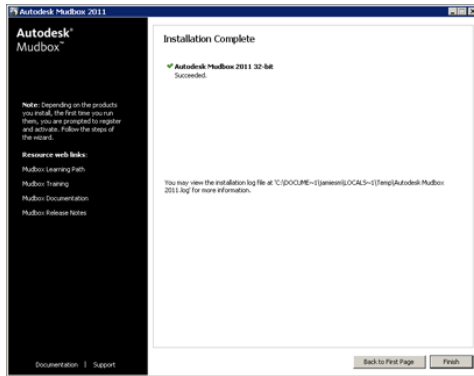 Autodesk Mudbox 2011
Autodesk®
Mudbox™
Note: Depending on the products
you install, the first time you run
them, you are prompted to register
and activate. Follow the steps of
the wizard.
Resource web links:
Mudbox Learning Path
Mudbox Training
Mudbox Documentation
Mudbox Release Notes
Documentation | Support
Installation Complete
Autodesk Mudbox 2011 32-bit
Succeeded.
You may view the installation log file at 'C:\DOCUME~1\jamiesm\LOCALS~1\Temp\Autodesk Mudbox
2011.log' for more information.
Back to First Page
Finish